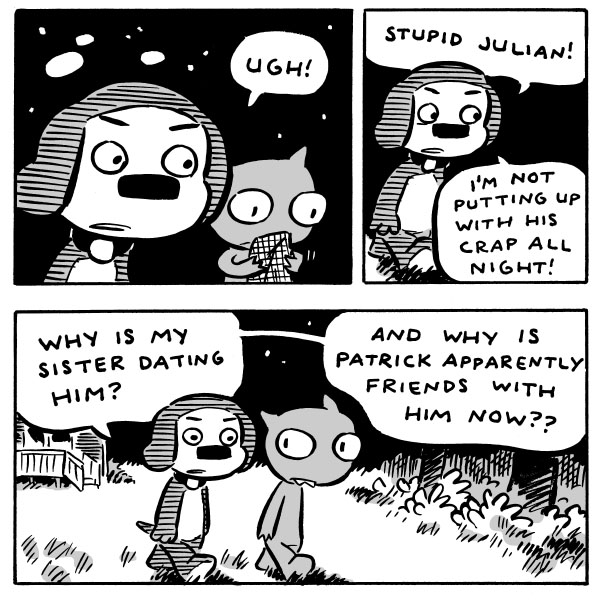 UGH!
STUPID JULIAN!
I'M NOT
PUTTING UP
WITH HIS
CRAP ALL
NIGHT!
WHY IS MY
SISTER DATING
HIM?
AND WHY IS
PATRICK APPARENTLY
FRIENDS WITH
HIM NOW??